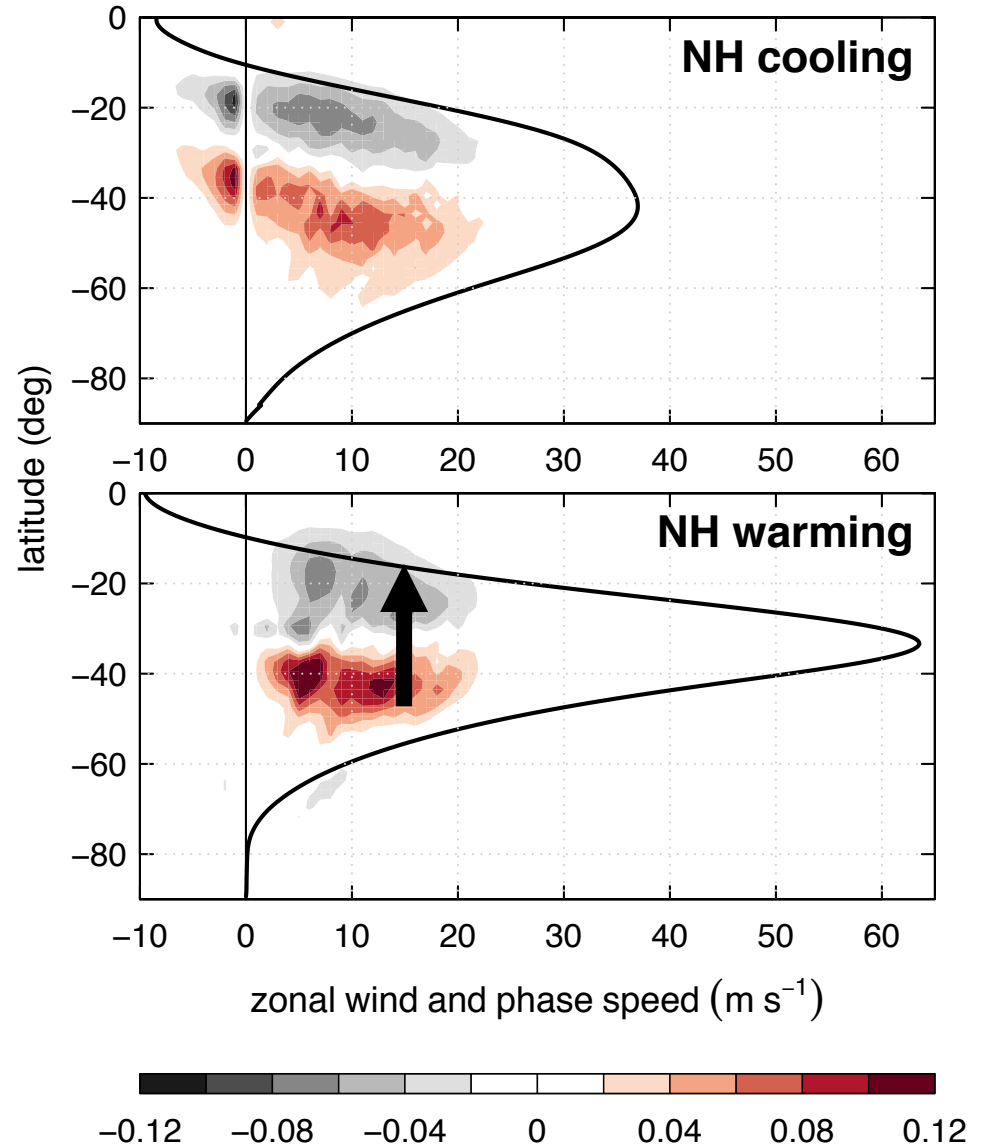 NH cooling
0
−20
−40
−60
−80
−10 0 10 20 30 40 50 60
NH warming
0
−20
−40
−60
−80
−10 0 10 20 30 40 50 60
latitude (deg)
zonal wind and phase speed (m s⁻¹)
−0.12 −0.08 −0.04 0 0.04 0.08 0.12